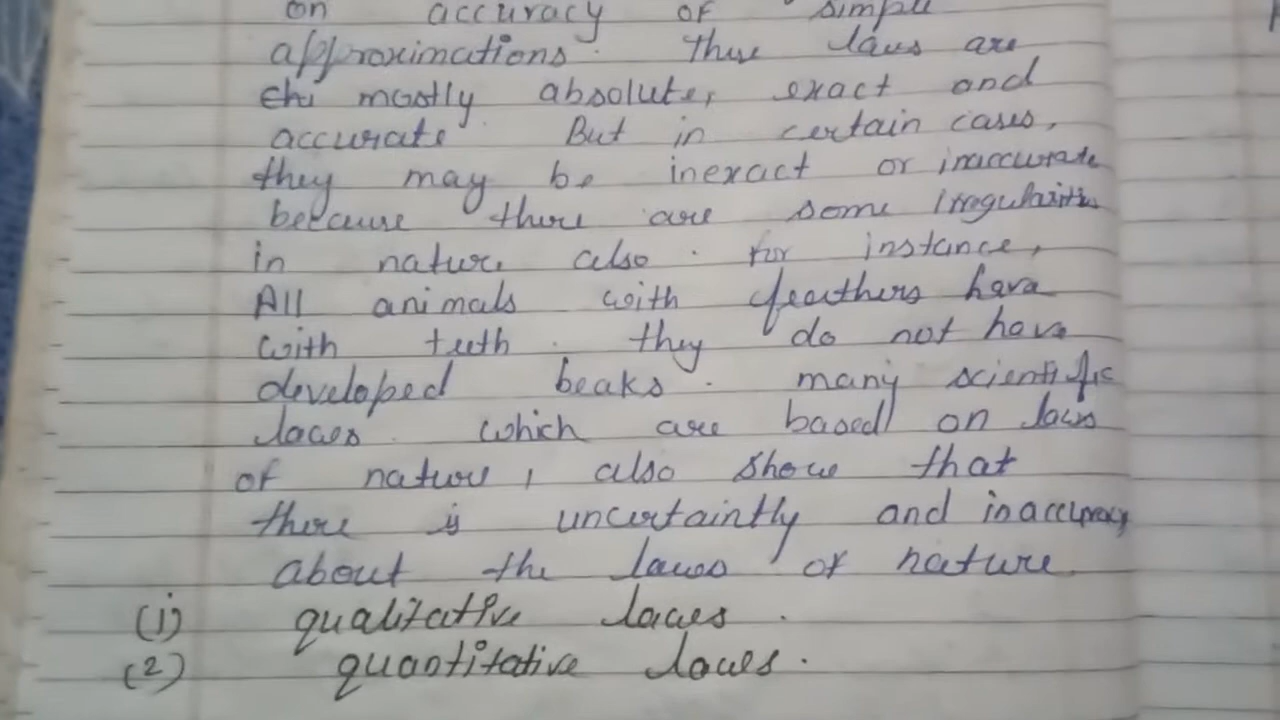 on accuracy of simple
approximations. These laws are
the mostly absolute, exact and
accurate. But in certain cases,
they may be inexact or inaccurate
because there are some irregularities
in nature also. for instance,
All animals with feathers have
with teeth. they do not have
developed beaks. many scientific
laws which are based on laws
of nature, also show that
there is uncertaintly and inaccuracy
about the laws of nature
(i) qualitative laws.
(2) quantitative laws.